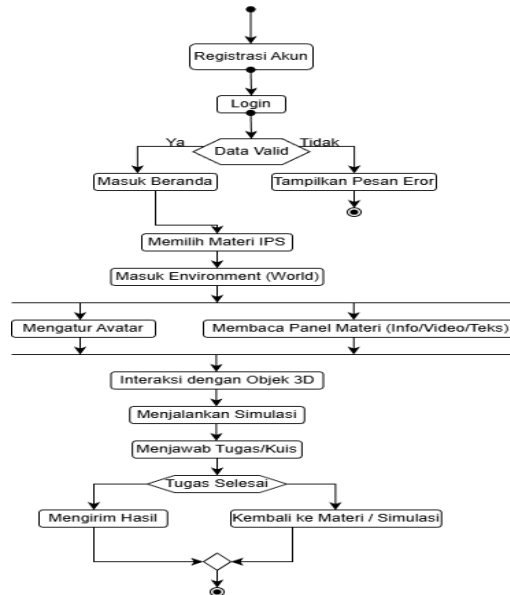 Registrasi Akun
Login
Ya
Data Valid
Tidak
Masuk Beranda
Tampilkan Pesan Eror
Memilih Materi IPS
Masuk Environment (World)
Mengatur Avatar
Membaca Panel Materi (Info/Video/Teks)
Interaksi dengan Objek 3D
Menjalankan Simulasi
Menjawab Tugas/Kuis
Tugas Selesai
Mengirim Hasil
Kembali ke Materi / Simulasi